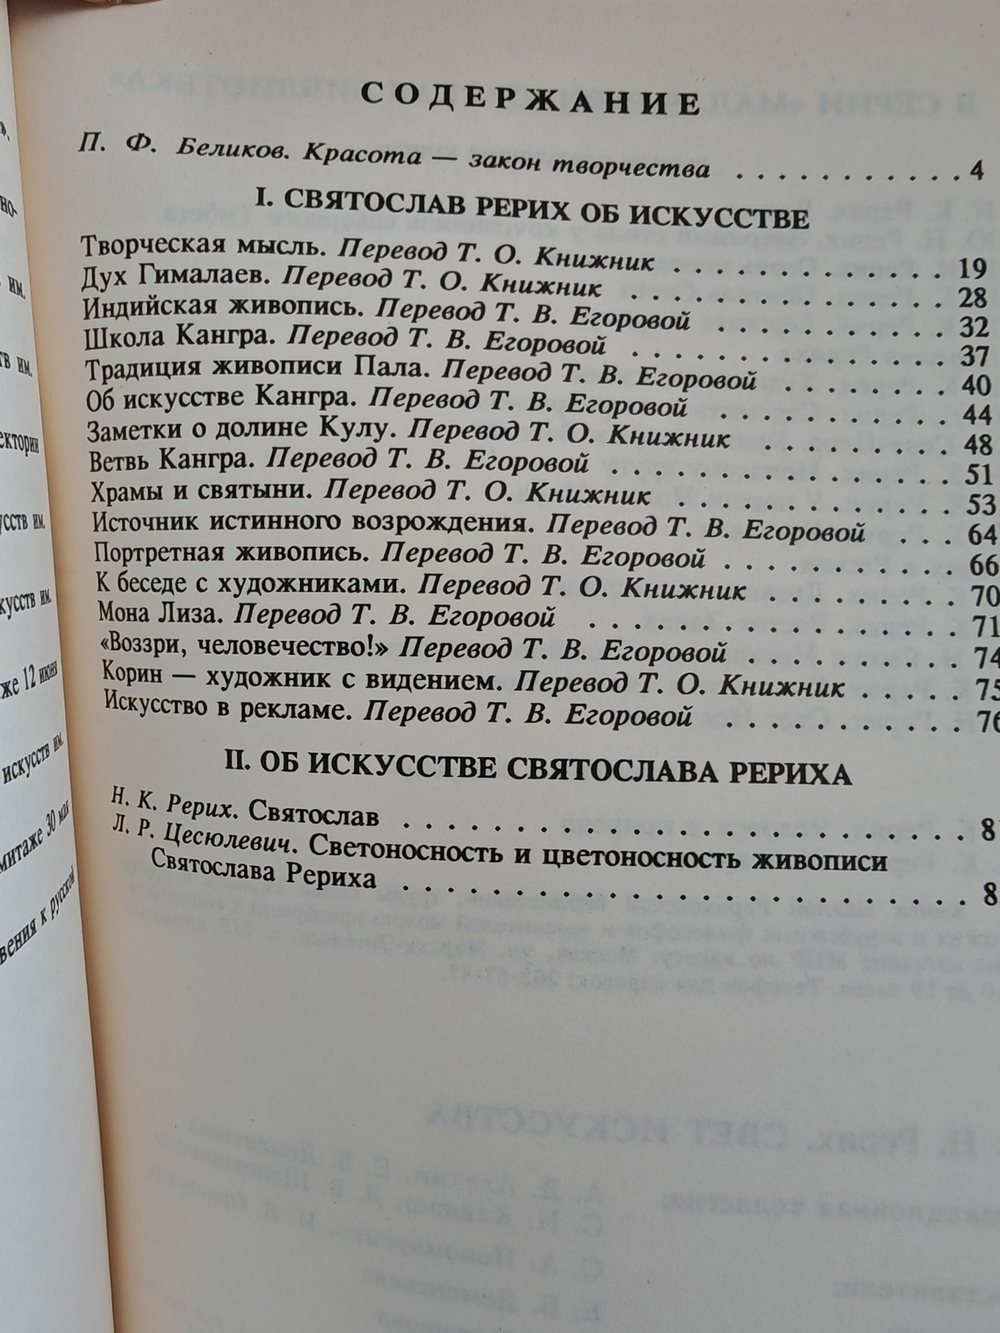 СОДЕРЖАНИЕ
П. Ф. Беликов. Красота — закон творчества . . . . . . . . . . . 4
I. СВЯТОСЛАВ РЕРИХ ОБ ИСКУССТВЕ
Творческая мысль. Перевод Т. О. Книжник . . . . . . . . . . . . 19
Дух Гималаев. Перевод Т. О. Книжник . . . . . . . . . . . . . . 28
Индийская живопись. Перевод Т. В. Егоровой . . . . . . . . . . . 32
Школа Кангра. Перевод Т. В. Егоровой . . . . . . . . . . . . . . 37
Традиция живописи Пала. Перевод Т. В. Егоровой . . . . . . . . 40
Об искусстве Кангра. Перевод Т. В. Егоровой . . . . . . . . . . 44
Заметки о долине Кулу. Перевод Т. О. Книжник . . . . . . . . . 48
Ветвь Кангра. Перевод Т. В. Егоровой . . . . . . . . . . . . . . . 51
Храмы и святыни. Перевод Т. О. Книжник . . . . . . . . . . . . 53
Источник истинного возрождения. Перевод Т. В. Егоровой . . . 64
Портретная живопись. Перевод Т. В. Егоровой . . . . . . . . . . . 66
К беседе с художниками. Перевод Т. О. Книжник . . . . . . . . . 70
Мона Лиза. Перевод Т. В. Егоровой . . . . . . . . . . . . . . . . . 71
«Воззри, человечество!» Перевод Т. В. Егоровой . . . . . . . . . . 74
Корин — художник с видением. Перевод Т. О. Книжник . . . . . 75
Искусство в рекламе. Перевод Т. В. Егоровой . . . . . . . . . . . 76
II. ОБ ИСКУССТВЕ СВЯТОСЛАВА РЕРИХА
Н. К. Рерих. Святослав . . . . . . . . . . . . . . . . . . . . . . . . 8
Л. Р. Цесюлевич. Светоносность и цветоносность живописи
Святослава Рериха . . . . . . . . . . . . . . . . . . . . . . . . 8